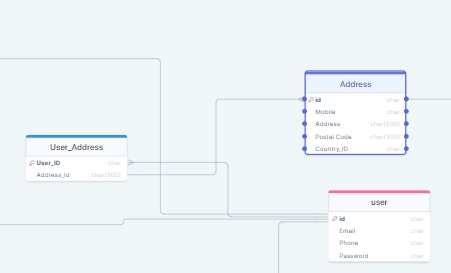 Address
id char
Mobile char
Address char(500)
Postal Code char(300)
Country_ID char
User_Address
User_ID char
Address_Id char(300)
user
id char
Email char
Phone char
Password char